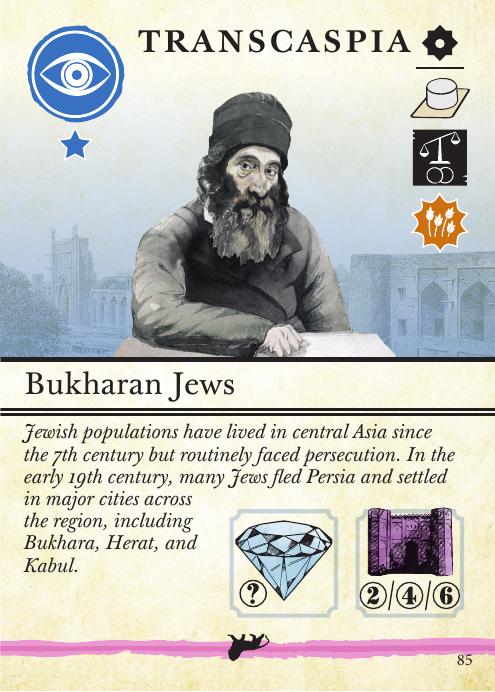 TRANSCASPIA
Bukharan Jews
Jewish populations have lived in central Asia since
the 7th century but routinely faced persecution. In the
early 19th century, many Jews fled Persia and settled
in major cities across
the region, including
Bukhara, Herat, and
Kabul.
?
2/4/6
85